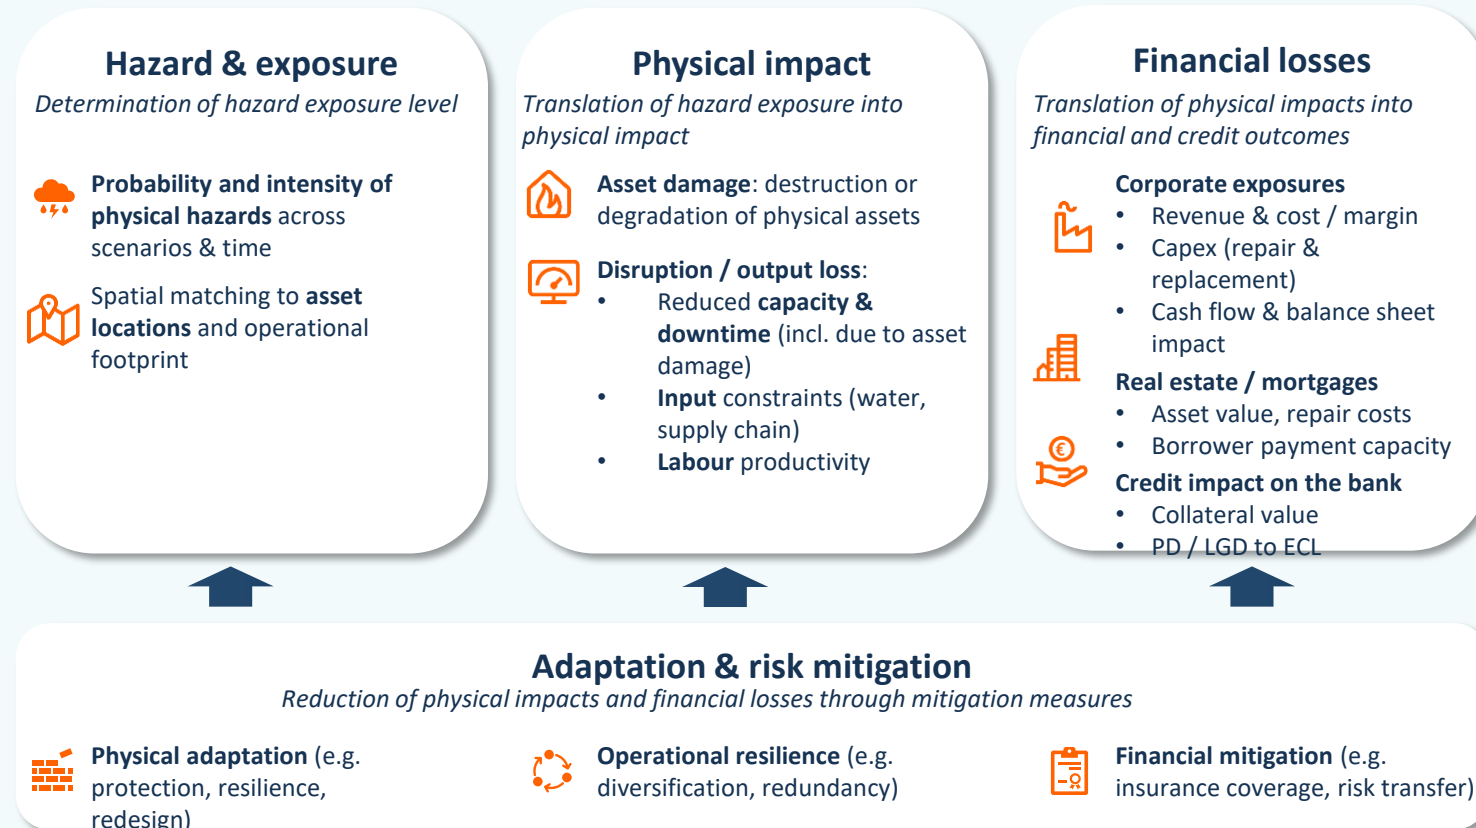 Hazard & exposure
Determination of hazard exposure level
Probability and intensity of
physical hazards across
scenarios & time
Spatial matching to asset
locations and operational
footprint
Physical impact
Translation of hazard exposure into
physical impact
Asset damage: destruction or
degradation of physical assets
Disruption / output loss:
• Reduced capacity &
downtime (incl. due to asset
damage)
• Input constraints (water,
supply chain)
• Labour productivity
Financial losses
Translation of physical impacts into
financial and credit outcomes
Corporate exposures
• Revenue & cost / margin
• Capex (repair &
replacement)
• Cash flow & balance sheet
impact
Real estate / mortgages
• Asset value, repair costs
• Borrower payment capacity
€
Credit impact on the bank
• Collateral value
• PD / LGD to ECL
Adaptation & risk mitigation
Reduction of physical impacts and financial losses through mitigation measures
Physical adaptation (e.g.
protection, resilience,
redesign)
Operational resilience (e.g.
diversification, redundancy)
Financial mitigation (e.g.
insurance coverage, risk transfer)